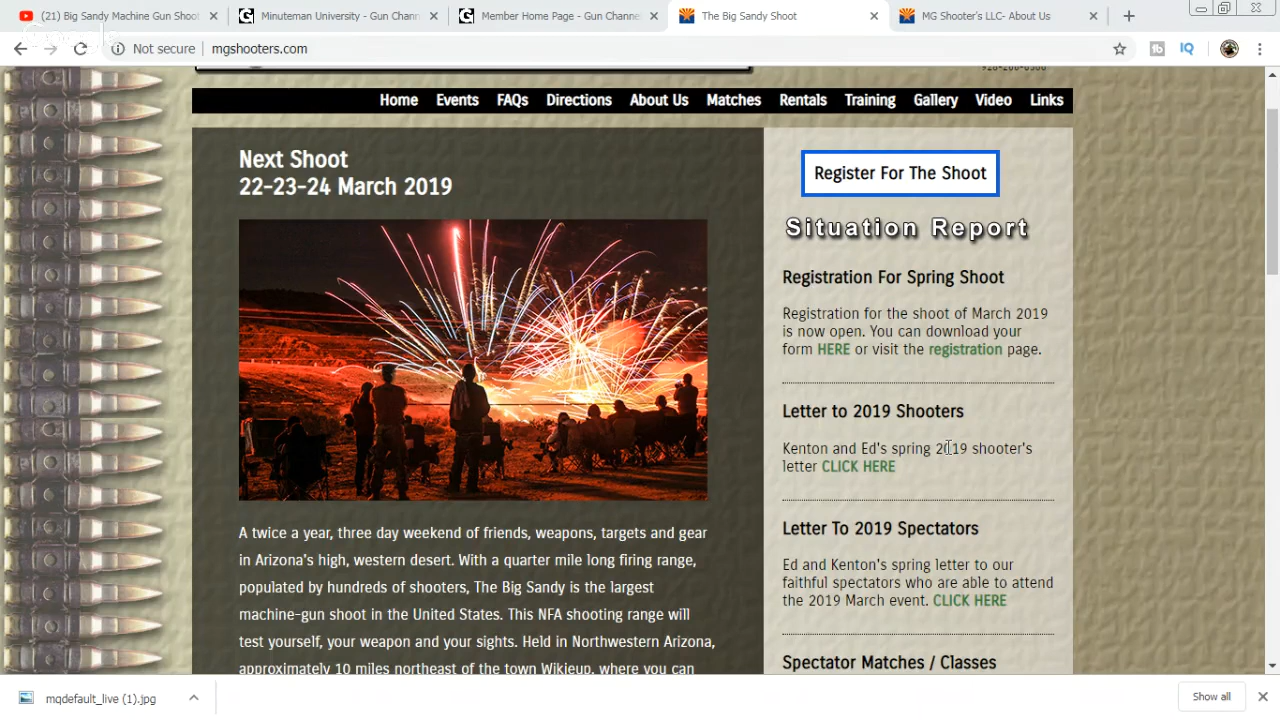 (21) Big Sandy Machine Gun Shoot
Minuteman University - Gun Chann
Member Home Page - Gun Channe
The Big Sandy Shoot
MG Shooter's LLC- About Us
Not secure
mgshooters.com
Home Events FAQs Directions About Us Matches Rentals Training Gallery Video Links
Next Shoot
22-23-24 March 2019
A twice a year, three day weekend of friends, weapons, targets and gear
in Arizona's high, western desert. With a quarter mile long firing range,
populated by hundreds of shooters, The Big Sandy is the largest
machine-gun shoot in the United States. This NFA shooting range will
test yourself, your weapon and your sights. Held in Northwestern Arizona,
approximately 10 miles northeast of the town Wikieup, where you can
Register For The Shoot
Situation Report
Registration For Spring Shoot
Registration for the shoot of March 2019
is now open. You can download your
form HERE or visit the registration page.
Letter to 2019 Shooters
Kenton and Ed's spring 2019 shooter's
letter CLICK HERE
Letter To 2019 Spectators
Ed and Kenton's spring letter to our
faithful spectators who are able to attend
the 2019 March event. CLICK HERE
Spectator Matches / Classes
mqdefault_live (1).jpg
Show all